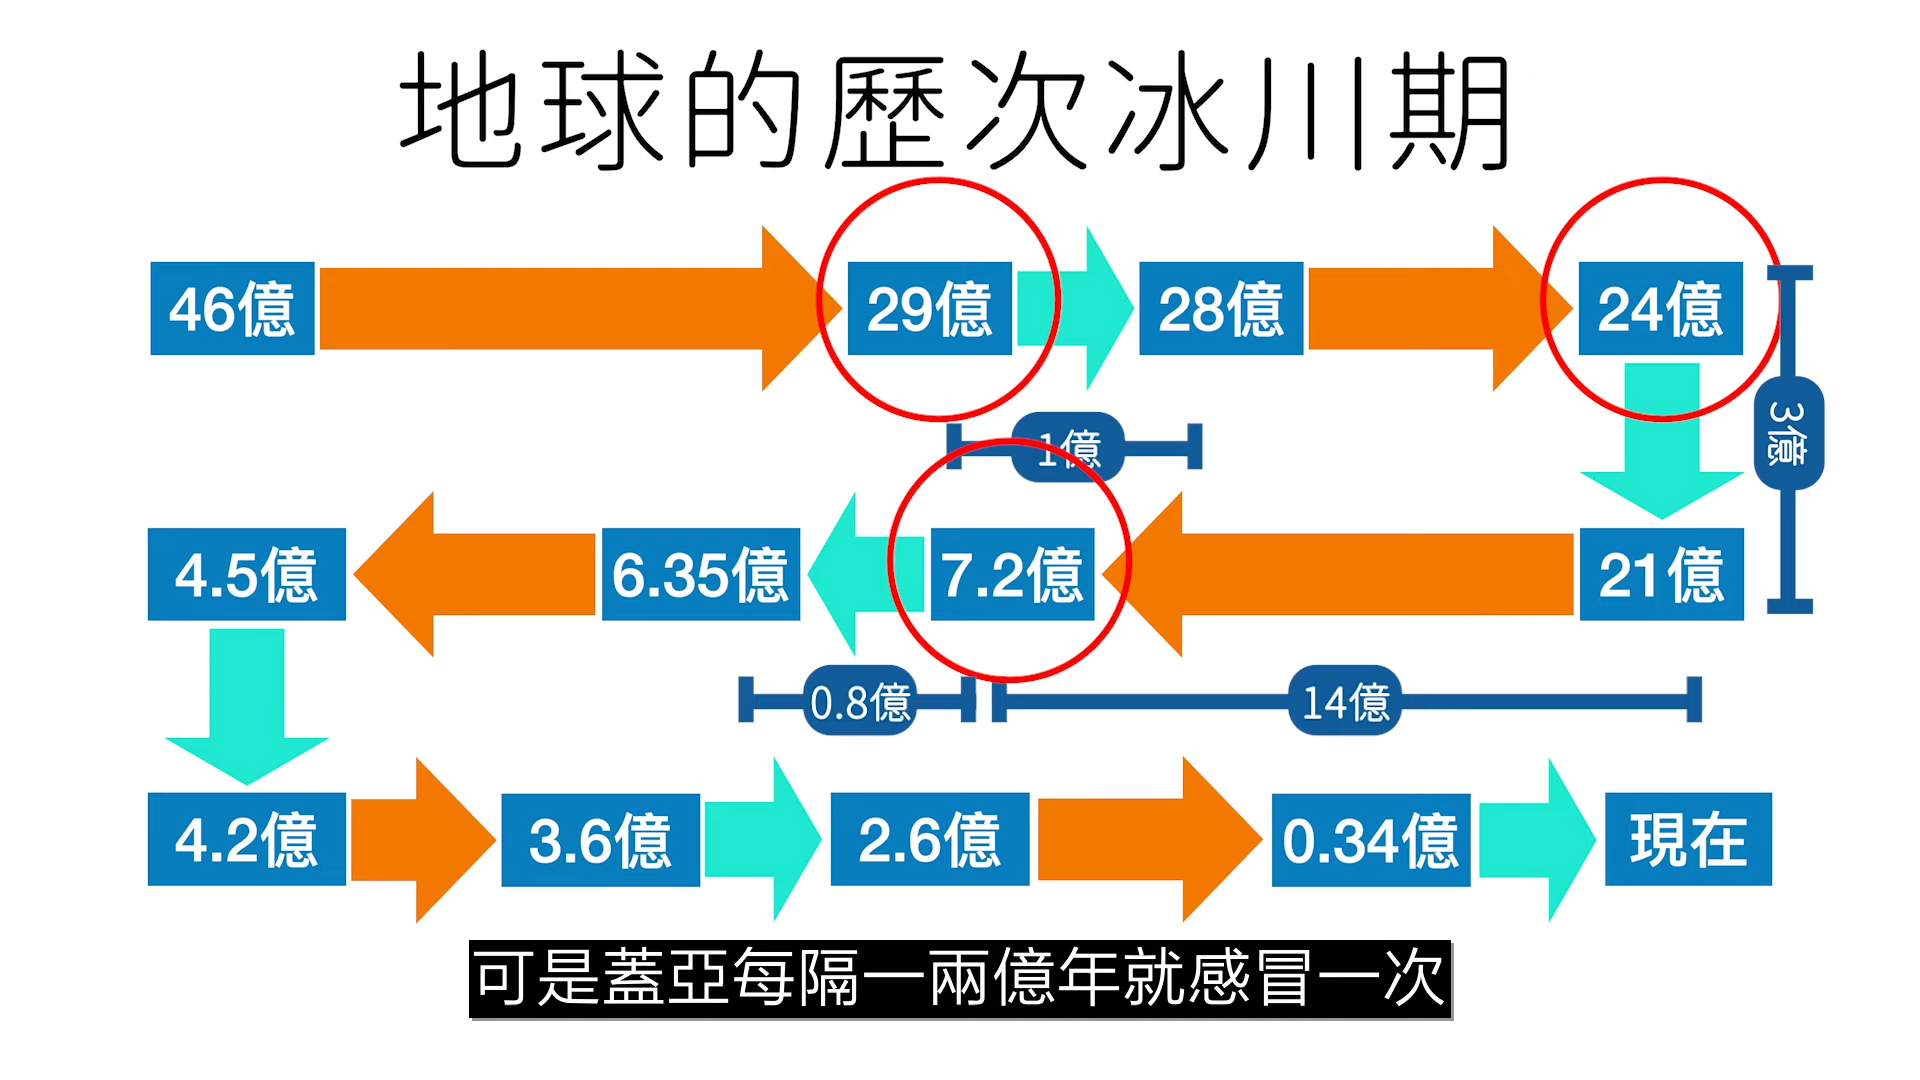 地球的歷次冰川期
46億
29億
28億
24億
3億
1億
4.5億
6.35億
7.2億
21億
0.8億
14億
4.2億
3.6億
2.6億
0.34億
現在
可是蓋亞每隔一兩億年就感冒一次